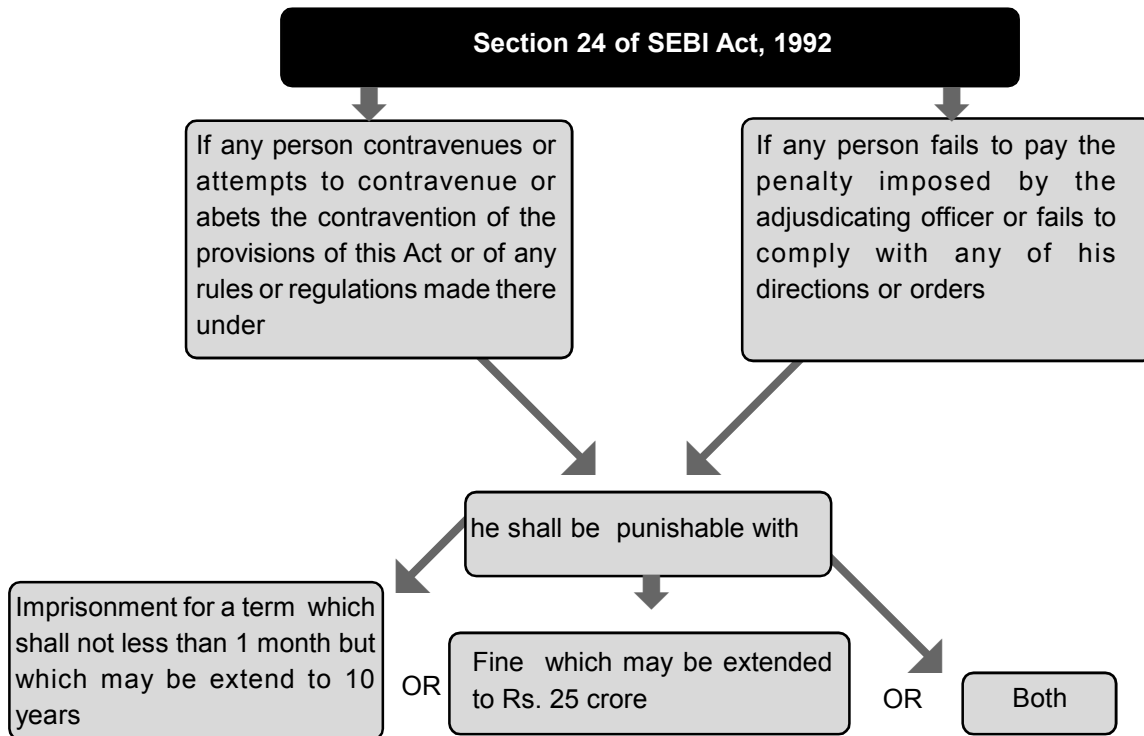 Section 24 of SEBI Act, 1992
If any person contravenues or
attempts to contravenue or
abets the contravention of the
provisions of this Act or of any
rules or regulations made there
under
If any person fails to pay the
penalty imposed by the
adjusdicating officer or fails to
comply with any of his
directions or orders
he shall be punishable with
Imprisonment for a term which
shall not less than 1 month but
which may be extend to 10
years
OR
Fine which may be extended
to Rs. 25 crore
OR
Both